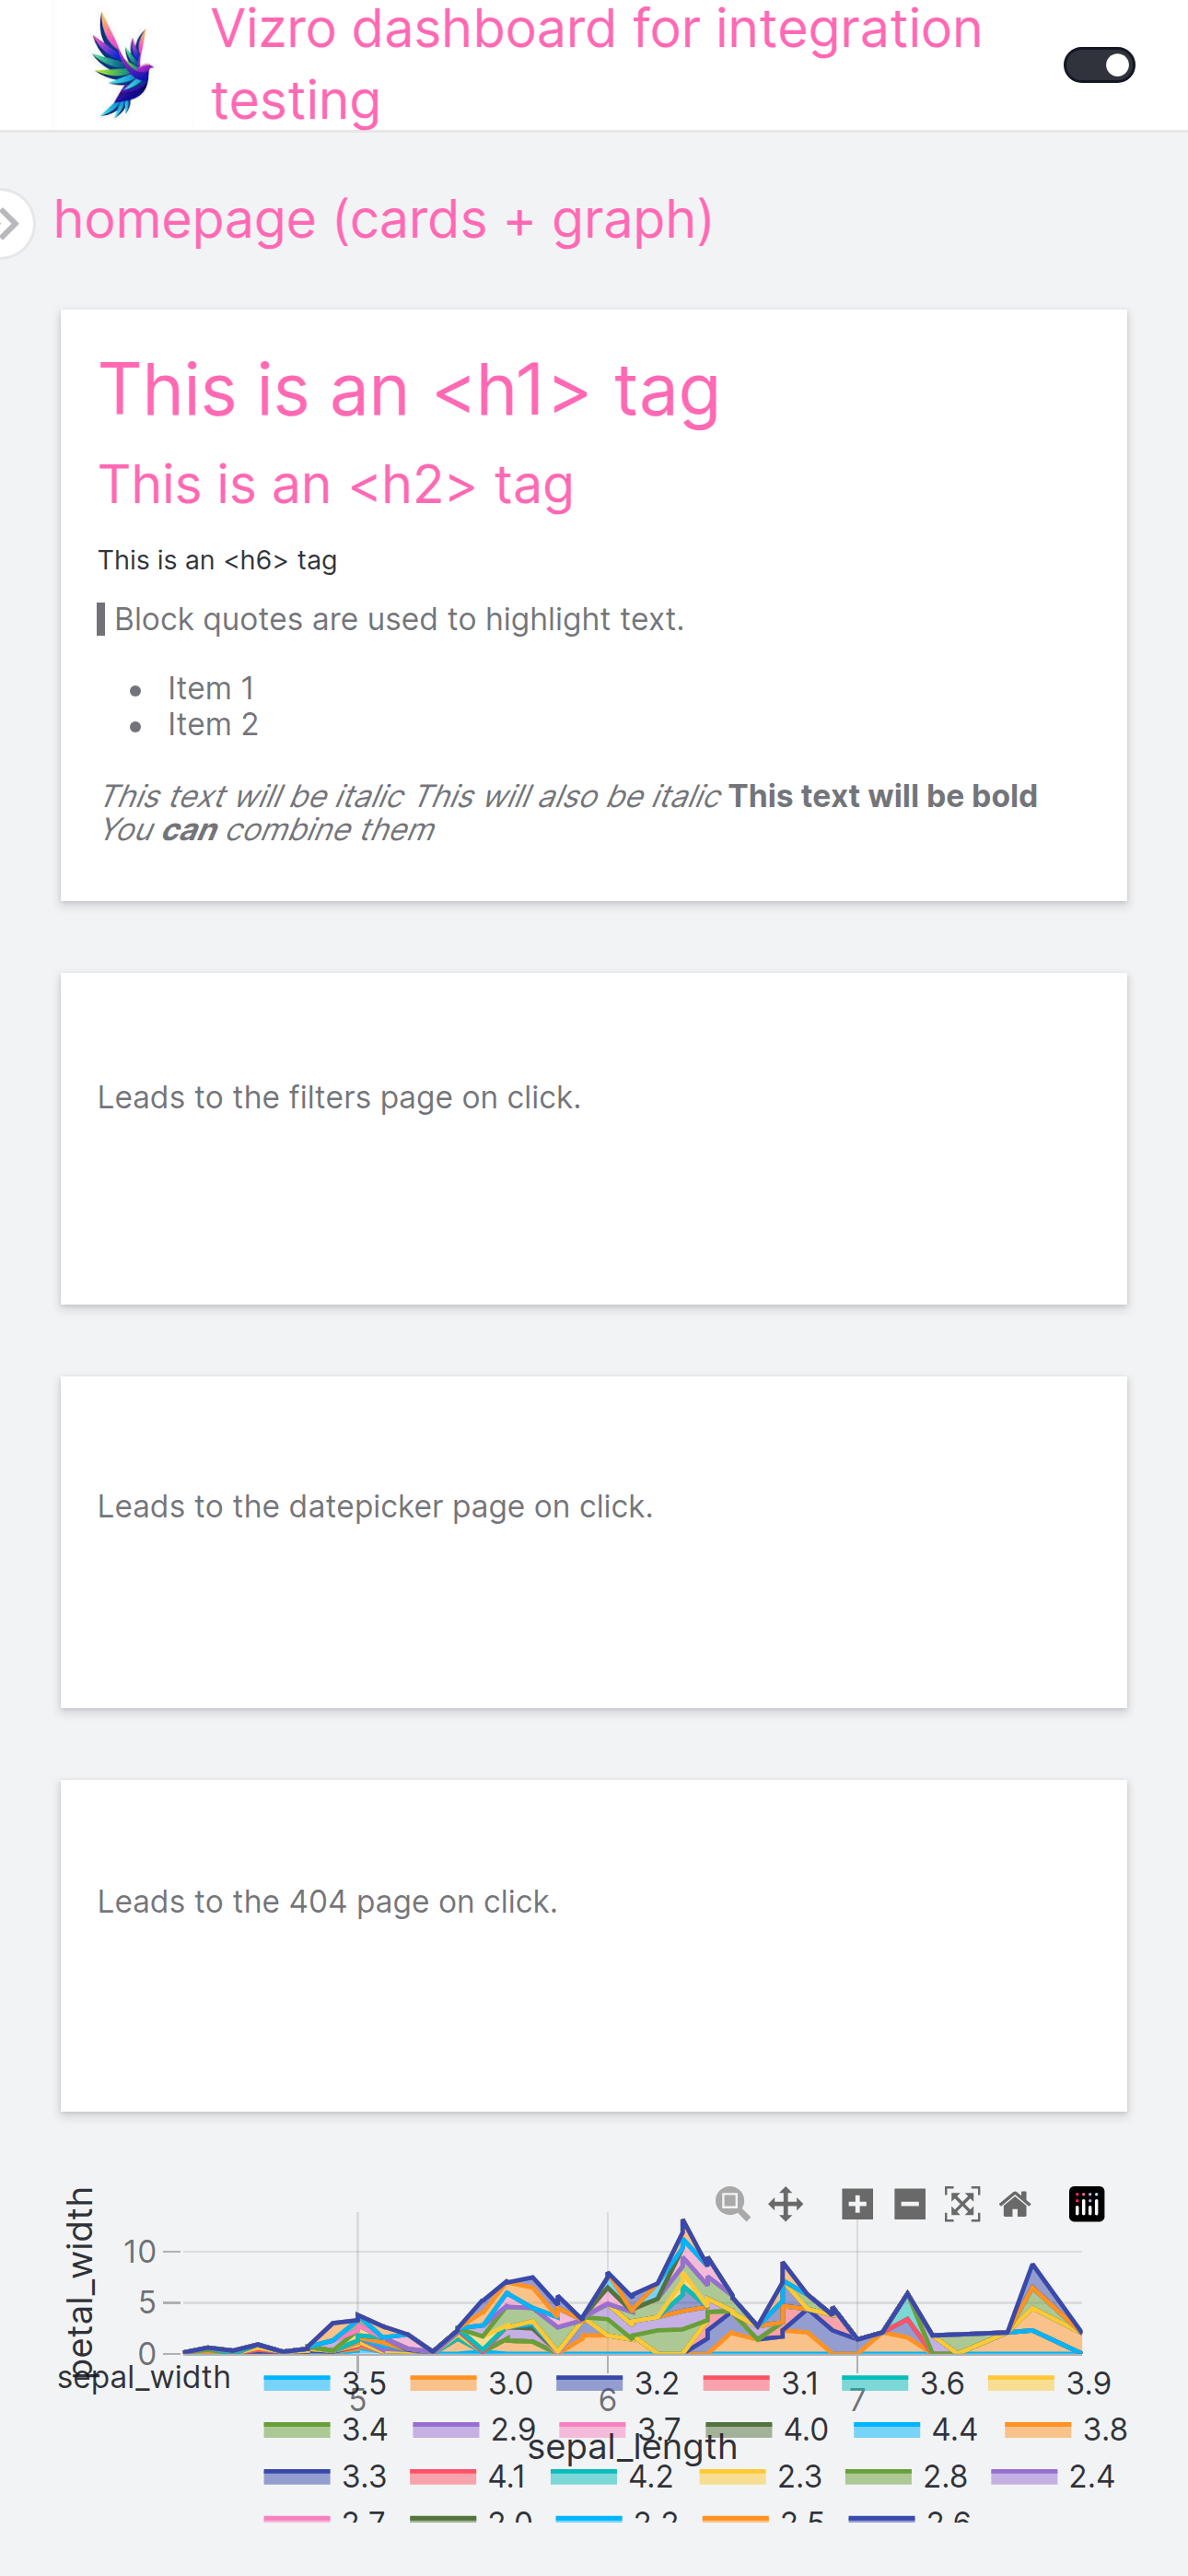 Vizro dashboard for integration
testing
homepage (cards + graph)
This is an <h1> tag
This is an <h2> tag
This is an <h6> tag
Block quotes are used to highlight text.
Item 1
Item 2
This text will be italic This will also be italic This text will be bold
You can combine them
Leads to the filters page on click.
Leads to the datepicker page on click.
Leads to the 404 page on click.
petal_width
10
5
0
sepal_width
3.5 3.0 3.2 3.1 3.6 3.9
5 6 7
3.4 2.9 3.7 4.0 4.4 3.8
sepal_length
3.3 4.1 4.2 2.3 2.8 2.4